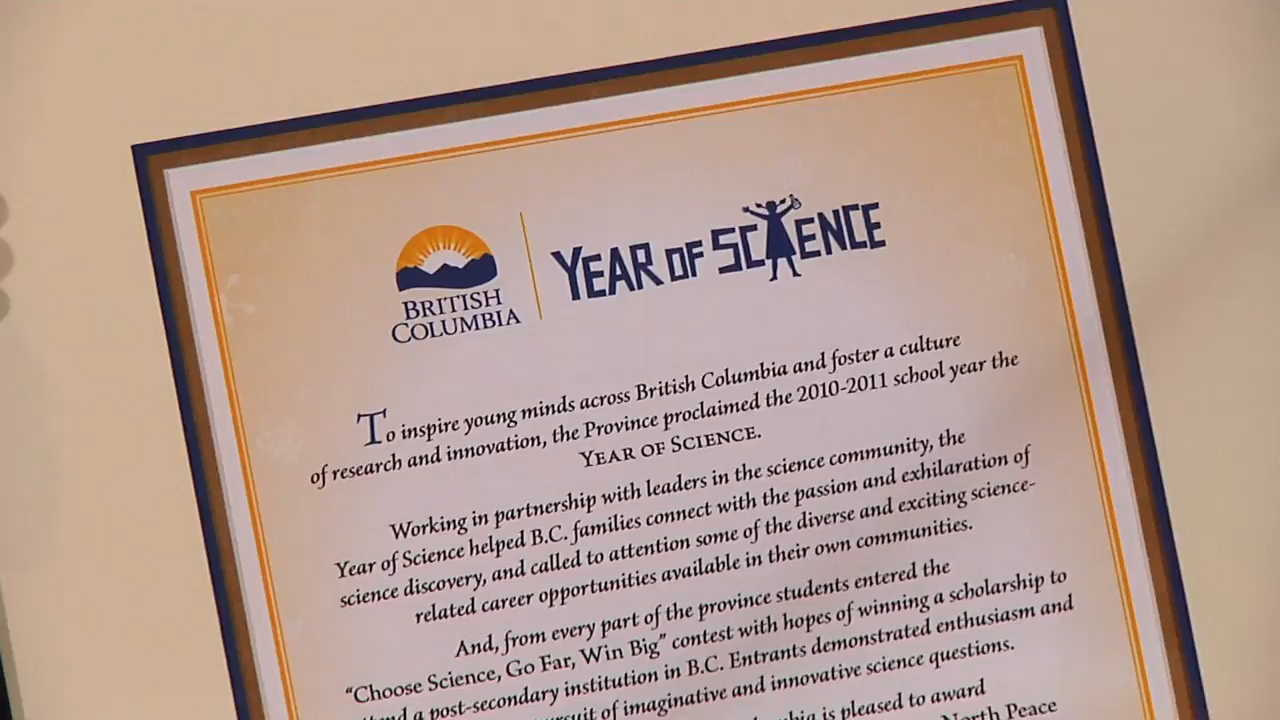 BRITISH
COLUMBIA
YEAR OF SCIENCE
To inspire young minds across British Columbia and foster a culture
of research and innovation, the Province proclaimed the 2010-2011 school year the
YEAR OF SCIENCE.
Working in partnership with leaders in the science community, the
Year of Science helped B.C. families connect with the passion and exhilaration of
science discovery, and called to attention some of the diverse and exciting science-
related career opportunities available in their own communities.
And, from every part of the province students entered the
“Choose Science, Go Far, Win Big” contest with hopes of winning a scholarship to
a post-secondary institution in B.C. Entrants demonstrated enthusiasm and
of imaginative and innovative science questions.
is pleased to award
North Peace